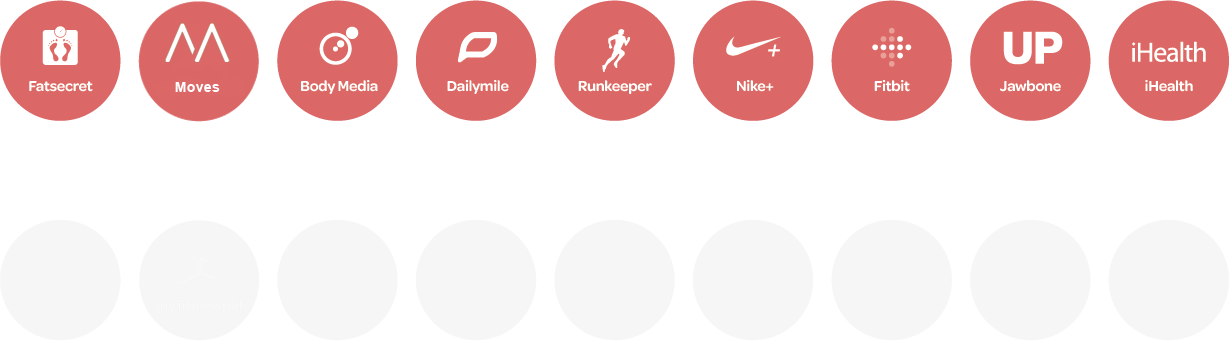 Fatsecret
Moves
Body Media
Dailymile
Runkeeper
Nike+
Fitbit
UP
Jawbone
iHealth
iHealth